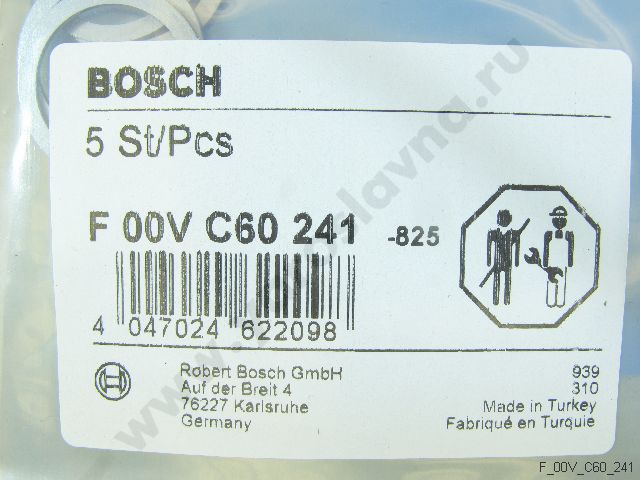 BOSCH
5 St/Pcs
F 00V C60 241 -825
4 047024 622098
Robert Bosch GmbH
Auf der Breit 4
76227 Karlsruhe
Germany
939
310
Made in Turkey
Fabriqué en Turquie
F_00V_C60_241